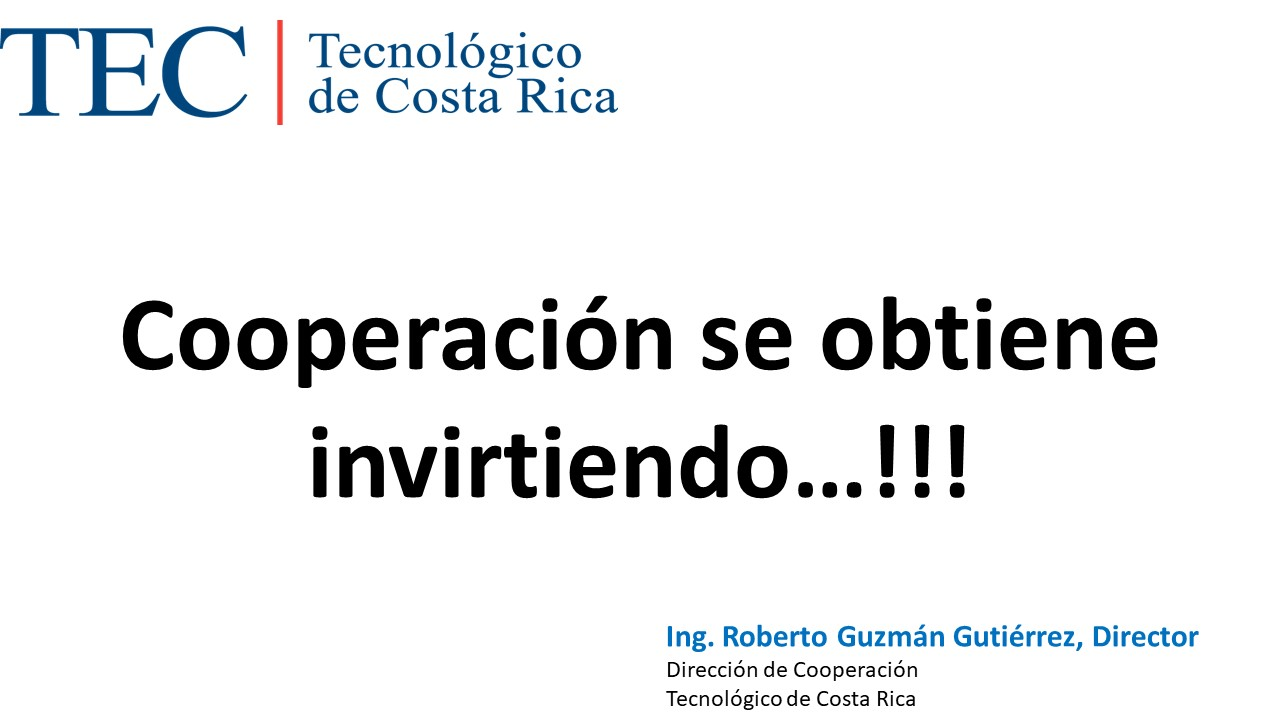 TEC
Tecnológico
de Costa Rica
Cooperación se obtiene
invirtiendo...!!!
Ing. Roberto Guzmán Gutiérrez, Director
Dirección de Cooperación
Tecnológico de Costa Rica